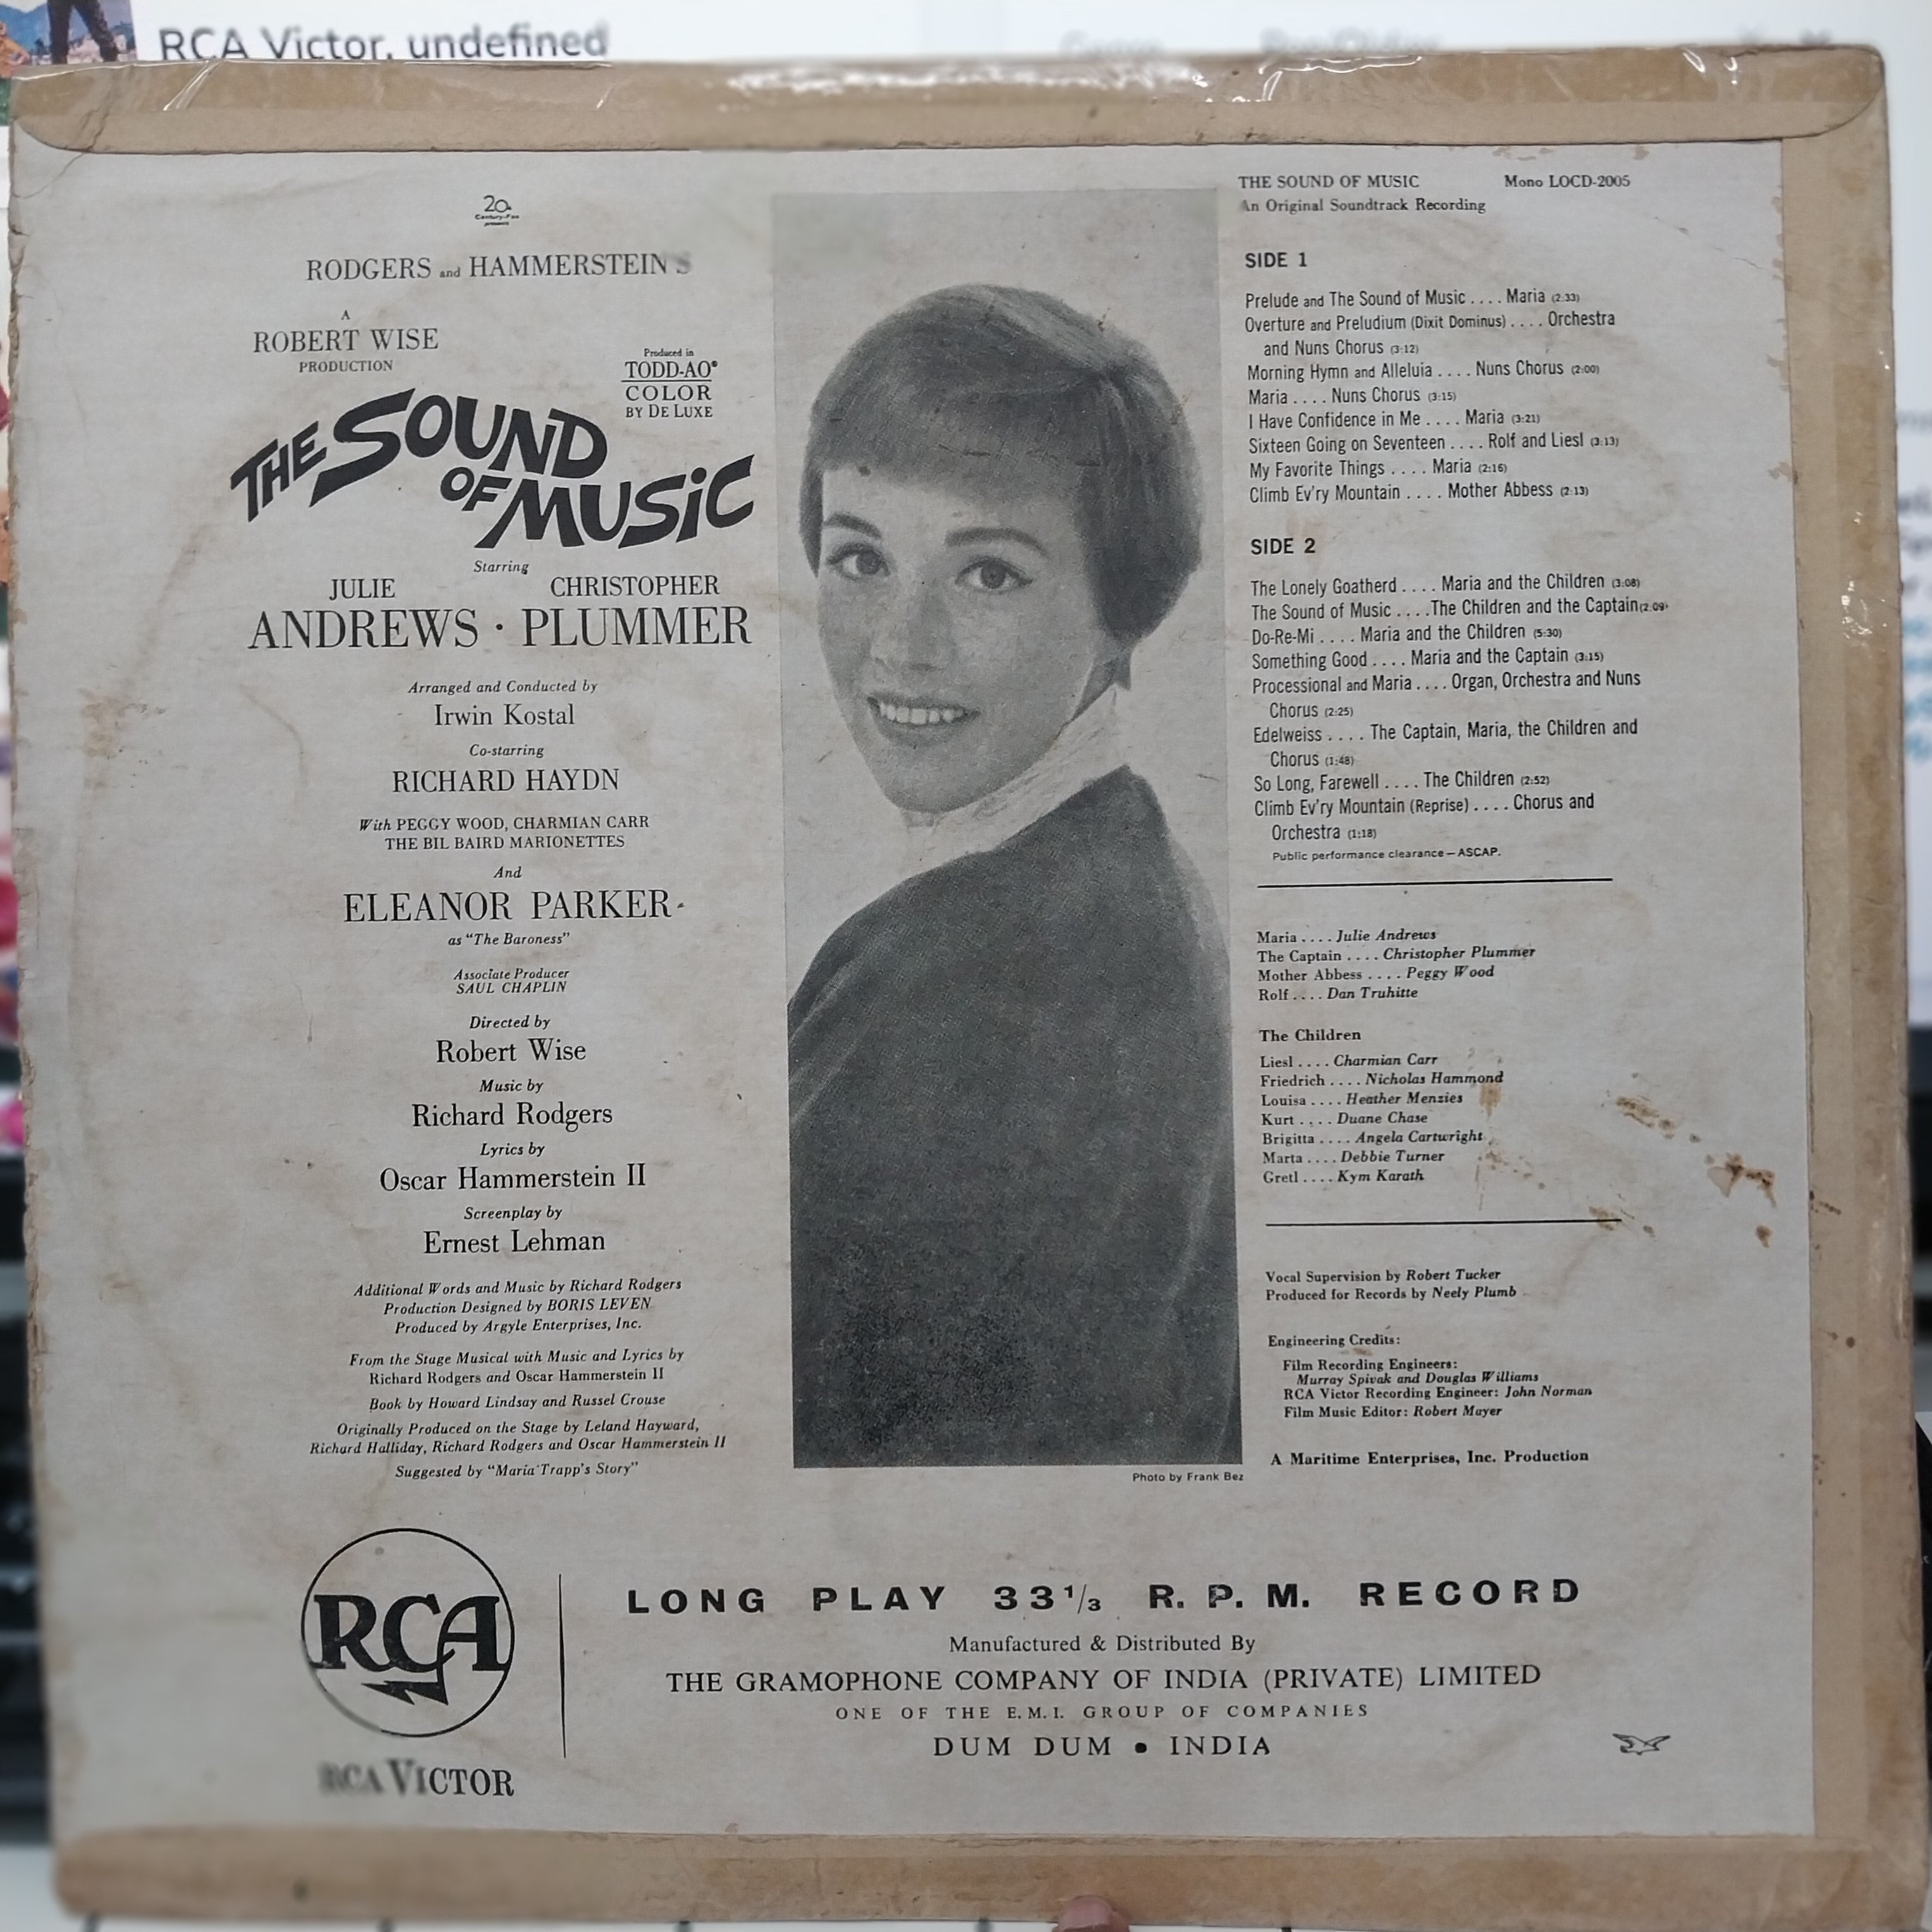 RCA Victor, undefined
20th
Century-Fox
presents
RODGERS and HAMMERSTEIN'S
A
ROBERT WISE
PRODUCTION
Produced in
TODD-AO®
COLOR
BY DE LUXE
THE SOUND
OF MUSIC
Starring
JULIE CHRISTOPHER
ANDREWS · PLUMMER
Arranged and Conducted by
Irwin Kostal
Co-starring
RICHARD HAYDN
With PEGGY WOOD, CHARMIAN CARR
THE BIL BAIRD MARIONETTES
And
ELEANOR PARKER
as "The Baroness"
Associate Producer
SAUL CHAPLIN
Directed by
Robert Wise
Music by
Richard Rodgers
Lyrics by
Oscar Hammerstein II
Screenplay by
Ernest Lehman
Additional Words and Music by Richard Rodgers
Production Designed by BORIS LEVEN
Produced by Argyle Enterprises, Inc.
From the Stage Musical with Music and Lyrics by
Richard Rodgers and Oscar Hammerstein II
Book by Howard Lindsay and Russel Crouse
Originally Produced on the Stage by Leland Hayward,
Richard Halliday, Richard Rodgers and Oscar Hammerstein II
Suggested by "Maria Trapp's Story"
Photo by Frank Bez
THE SOUND OF MUSIC Mono LOCD-2005
An Original Soundtrack Recording
SIDE 1
Prelude and The Sound of Music .... Maria (2:33)
Overture and Preludium (Dixit Dominus) .... Orchestra
and Nuns Chorus (3:12)
Morning Hymn and Alleluia .... Nuns Chorus (2:00)
Maria .... Nuns Chorus (3:15)
I Have Confidence in Me .... Maria (3:21)
Sixteen Going on Seventeen .... Rolf and Liesl (3:13)
My Favorite Things .... Maria (2:16)
Climb Ev'ry Mountain .... Mother Abbess (2:13)
SIDE 2
The Lonely Goatherd .... Maria and the Children (3:08)
The Sound of Music ....The Children and the Captain(2:09)
Do-Re-Mi .... Maria and the Children (5:30)
Something Good .... Maria and the Captain (3:15)
Processional and Maria .... Organ, Orchestra and Nuns
Chorus (2:25)
Edelweiss .... The Captain, Maria, the Children and
Chorus (1:48)
So Long, Farewell .... The Children (2:52)
Climb Ev'ry Mountain (Reprise) .... Chorus and
Orchestra (1:18)
Public performance clearance—ASCAP.
Maria .... Julie Andrews
The Captain .... Christopher Plummer
Mother Abbess .... Peggy Wood
Rolf .... Dan Truhitte
The Children
Liesl .... Charmian Carr
Friedrich .... Nicholas Hammond
Louisa .... Heather Menzies
Kurt .... Duane Chase
Brigitta .... Angela Cartwright
Marta .... Debbie Turner
Gretl .... Kym Karath
Vocal Supervision by Robert Tucker
Produced for Records by Neely Plumb
Engineering Credits:
Film Recording Engineers:
Murray Spivak and Douglas Williams
RCA Victor Recording Engineer: John Norman
Film Music Editor: Robert Mayer
A Maritime Enterprises, Inc. Production
RCA
RCA VICTOR
LONG PLAY 33⅓ R. P. M. RECORD
Manufactured & Distributed By
THE GRAMOPHONE COMPANY OF INDIA (PRIVATE) LIMITED
ONE OF THE E.M.I. GROUP OF COMPANIES
DUM DUM • INDIA